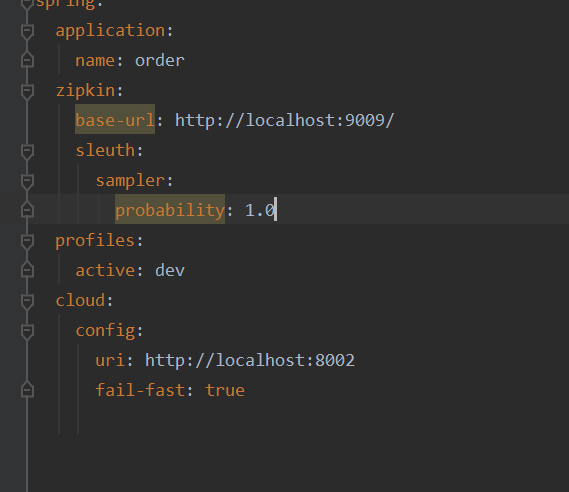 spring:
application:
name: order
zipkin:
base-url: http://localhost:9009/
sleuth:
sampler:
probability: 1.0
profiles:
active: dev
cloud:
config:
uri: http://localhost:8002
fail-fast: true